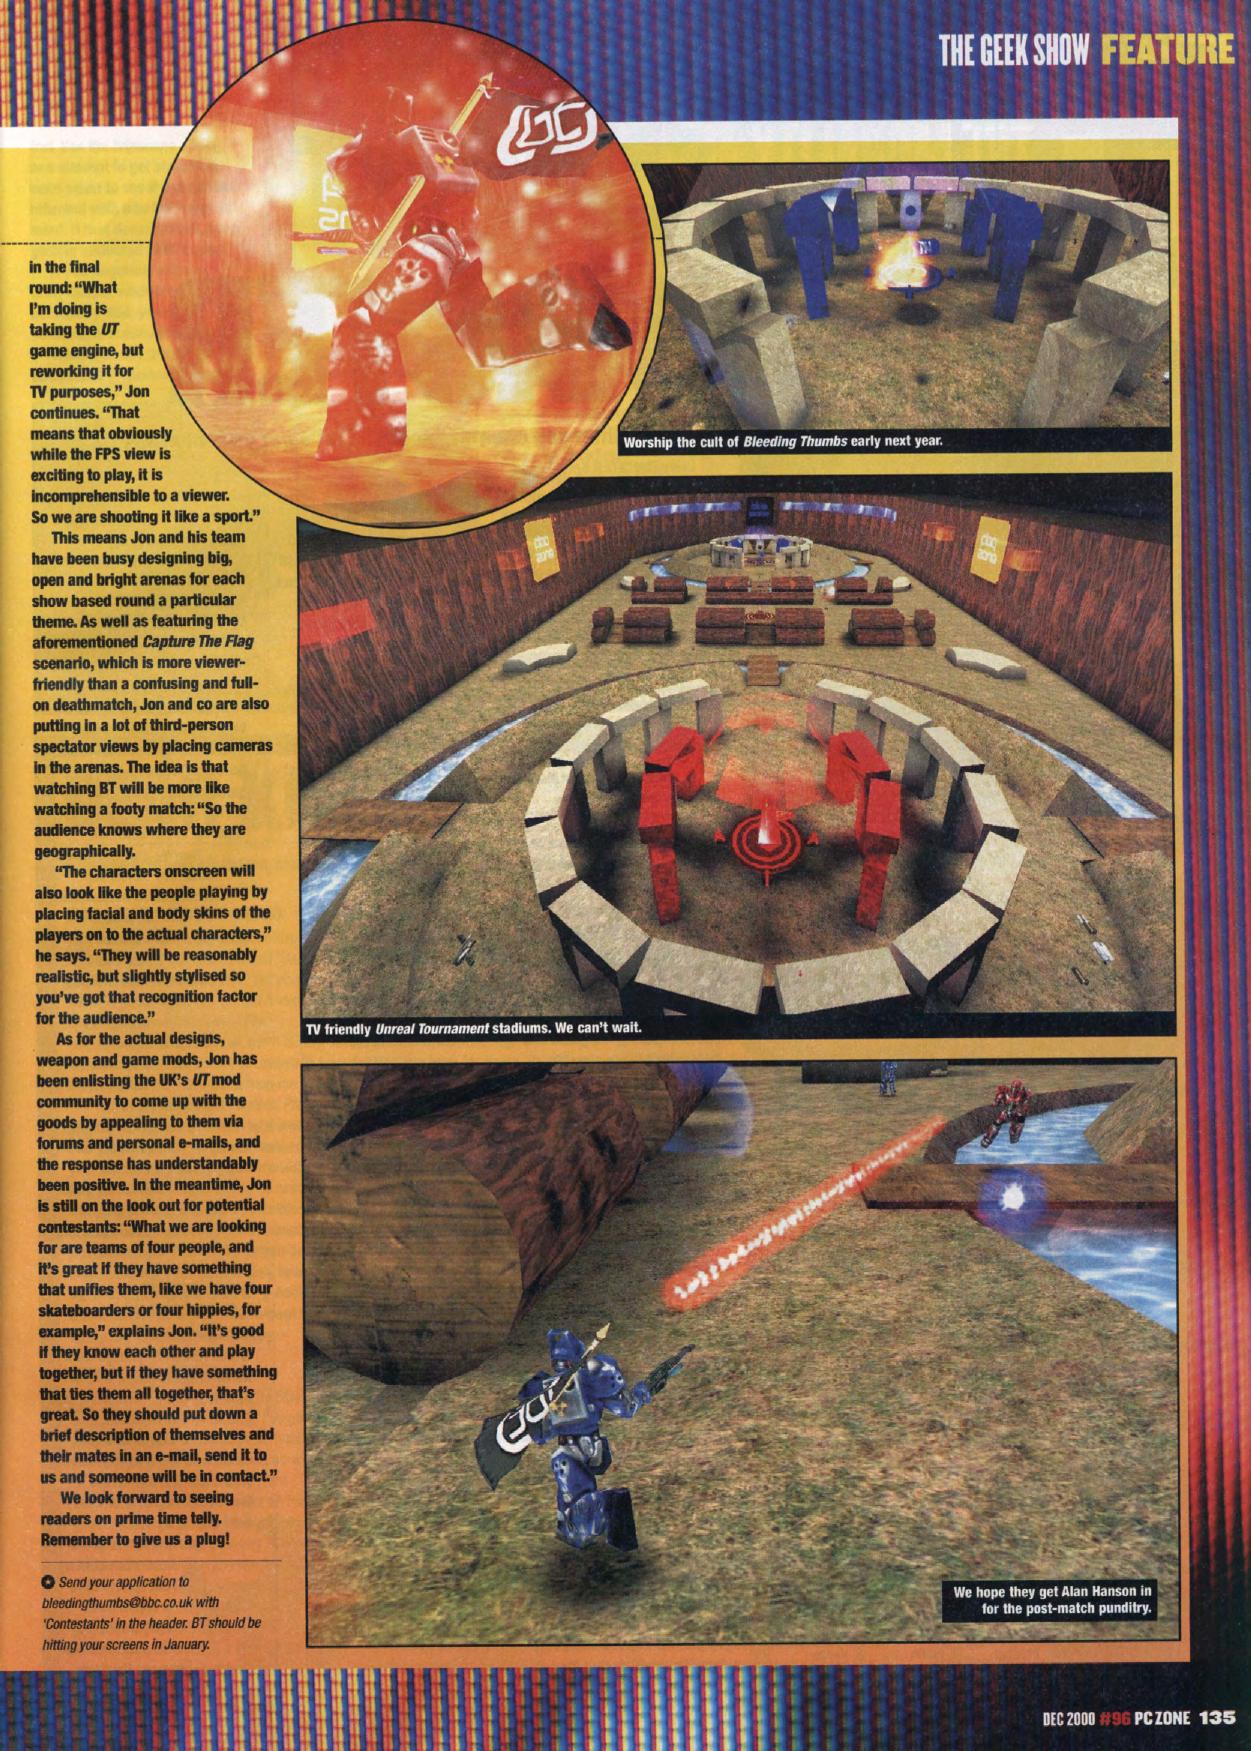 THE GEEK SHOW FEATURE
in the final
round: “What
I’m doing is
taking the UT
game engine, but
reworking it for
TV purposes,” Jon
continues. “That
means that obviously
while the FPS view is
exciting to play, it is
incomprehensible to a viewer.
So we are shooting it like a sport.”
This means Jon and his team
have been busy designing big,
open and bright arenas for each
show based round a particular
theme. As well as featuring the
aforementioned Capture The Flag
scenario, which is more viewer-
friendly than a confusing and full-
on deathmatch, Jon and co are also
putting in a lot of third-person
spectator views by placing cameras
in the arenas. The idea is that
watching BT will be more like
watching a footy match: “So the
audience knows where they are
geographically.
“The characters onscreen will
also look like the people playing by
placing facial and body skins of the
players on to the actual characters,”
he says. “They will be reasonably
realistic, but slightly stylised so
you’ve got that recognition factor
for the audience.”
As for the actual designs,
weapon and game mods, Jon has
been enlisting the UK’s UT mod
community to come up with the
goods by appealing to them via
forums and personal e-mails, and
the response has understandably
been positive. In the meantime, Jon
is still on the look out for potential
contestants: “What we are looking
for are teams of four people, and
it’s great if they have something
that unifies them, like we have four
skateboarders or four hippies, for
example,” explains Jon. “It’s good
if they know each other and play
together, but if they have something
that ties them all together, that’s
great. So they should put down a
brief description of themselves and
their mates in an e-mail, send it to
us and someone will be in contact.”
We look forward to seeing
readers on prime time telly.
Remember to give us a plug!
Send your application to
bleedingthumbs@bbc.co.uk with
‘Contestants’ in the header. BT should be
hitting your screens in January.
Worship the cult of Bleeding Thumbs early next year.
TV friendly Unreal Tournament stadiums. We can’t wait.
We hope they get Alan Hanson in
for the post-match punditry.
DEC 2000 #96 PC ZONE 135